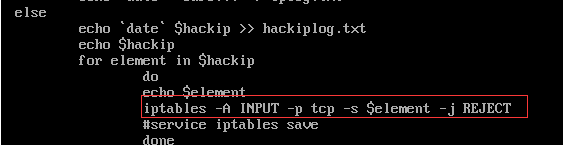 else
echo `date` $hackip >> hackiplog.txt
echo $hackip
for element in $hackip
do
echo $element
iptables -A INPUT -p tcp -s $element -j REJECT
#service iptables save
done